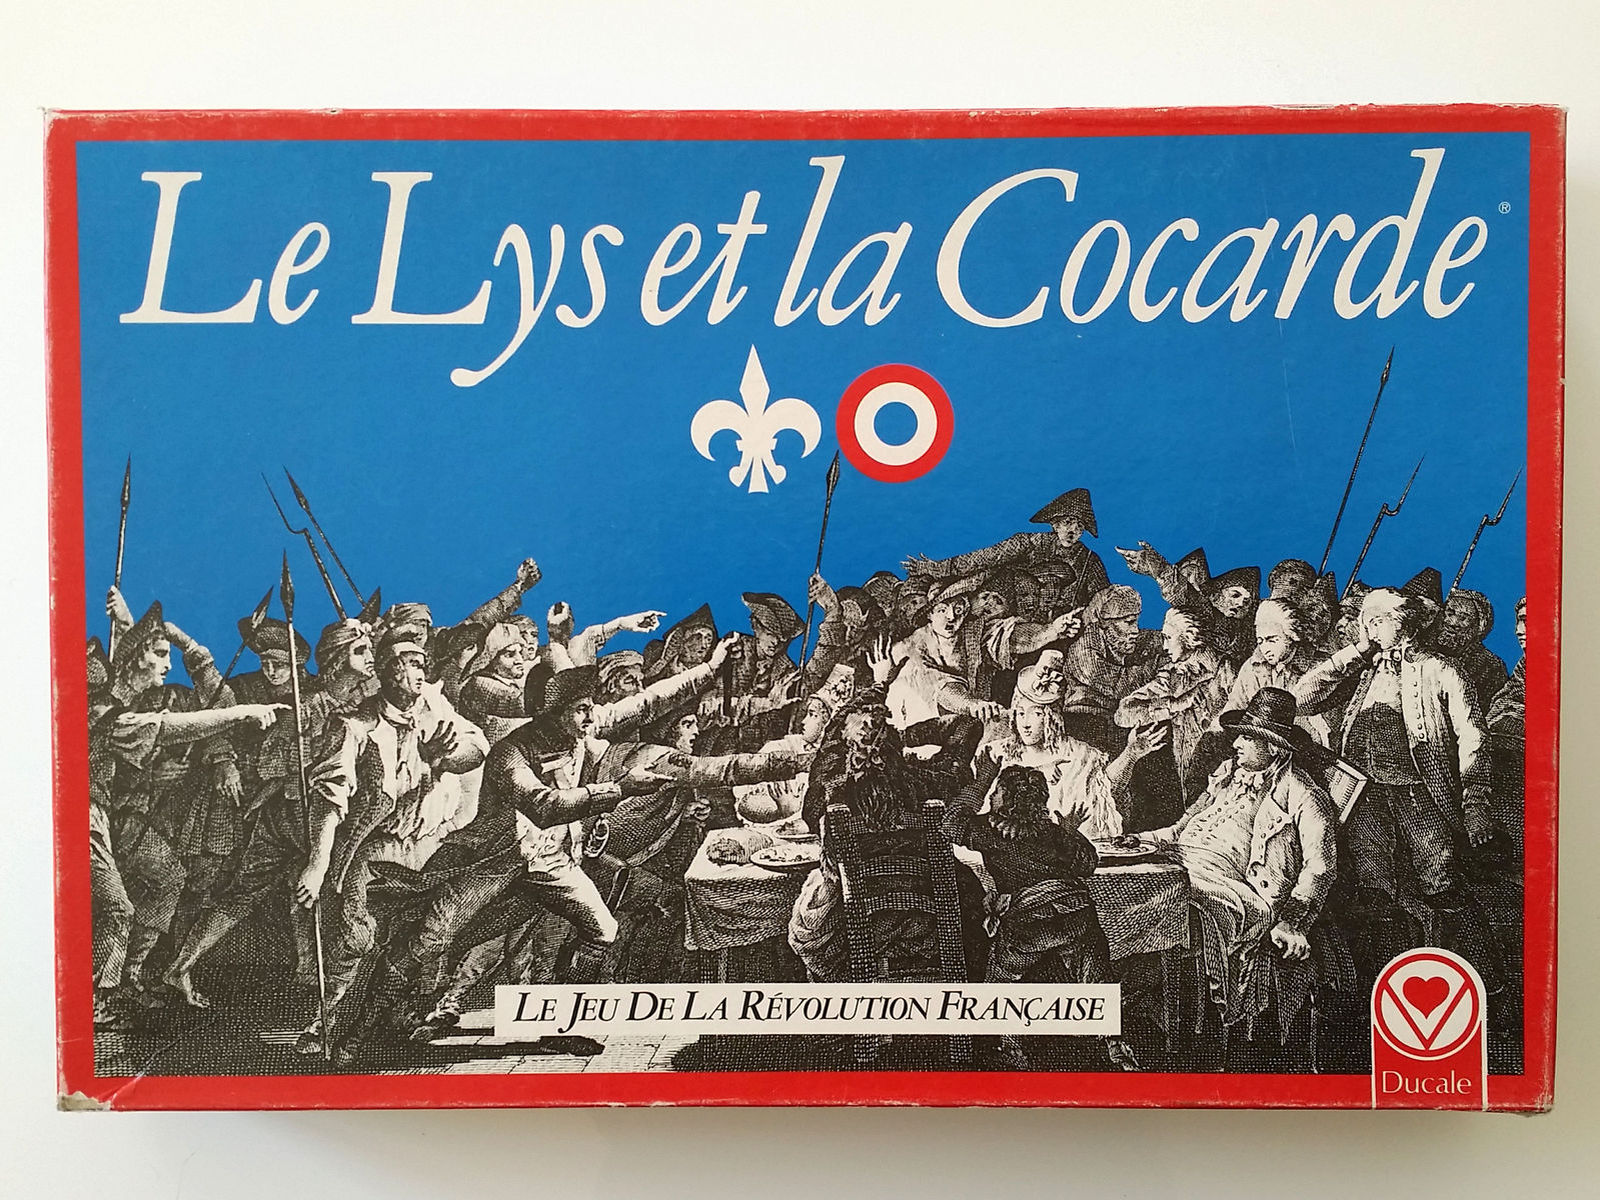 Le Lys et la Cocarde ®
LE JEU DE LA RÉVOLUTION FRANÇAISE
Ducale